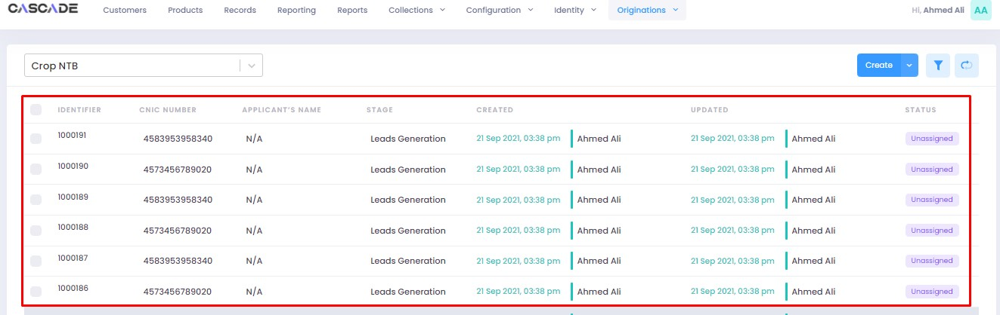 CASCADE Customers Products Records Reporting Reports Collections Configuration Identity Originations Hi, Ahmed Ali AA
Crop NTB Create
IDENTIFIER CNIC NUMBER APPLICANT'S NAME STAGE CREATED UPDATED STATUS
1000191 4583953958340 N/A Leads Generation 21 Sep 2021, 03:38 pm Ahmed Ali 21 Sep 2021, 03:38 pm Ahmed Ali Unassigned
1000190 4573456789020 N/A Leads Generation 21 Sep 2021, 03:38 pm Ahmed Ali 21 Sep 2021, 03:38 pm Ahmed Ali Unassigned
1000189 4583953958340 N/A Leads Generation 21 Sep 2021, 03:38 pm Ahmed Ali 21 Sep 2021, 03:38 pm Ahmed Ali Unassigned
1000188 4573456789020 N/A Leads Generation 21 Sep 2021, 03:38 pm Ahmed Ali 21 Sep 2021, 03:38 pm Ahmed Ali Unassigned
1000187 4583953958340 N/A Leads Generation 21 Sep 2021, 03:38 pm Ahmed Ali 21 Sep 2021, 03:38 pm Ahmed Ali Unassigned
1000186 4573456789020 N/A Leads Generation 21 Sep 2021, 03:38 pm Ahmed Ali 21 Sep 2021, 03:38 pm Ahmed Ali Unassigned